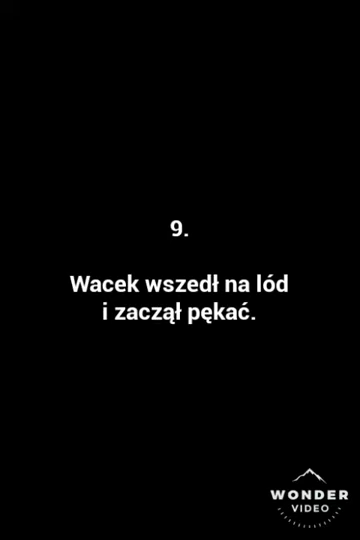 9.
Wacek wszedł na lód
i zaczął pękać.
WONDER
VIDEO